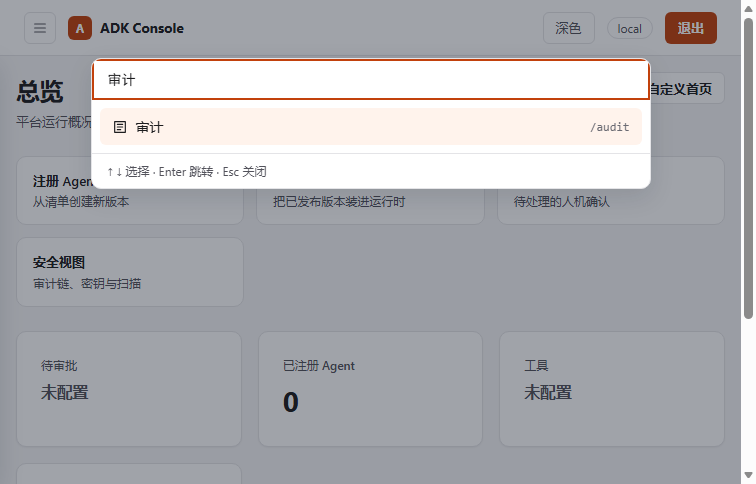 A ADK Console 深色 local 退出
审计
总览
自定义首页
平台运行概况
审计 /audit
↑↓ 选择 · Enter 跳转 · Esc 关闭
注册 Agen
从清单创建新版本
把已发布版本装进运行时
待处理的人机确认
安全视图
审计链、密钥与扫描
待审批
未配置
已注册 Agent
0
工具
未配置